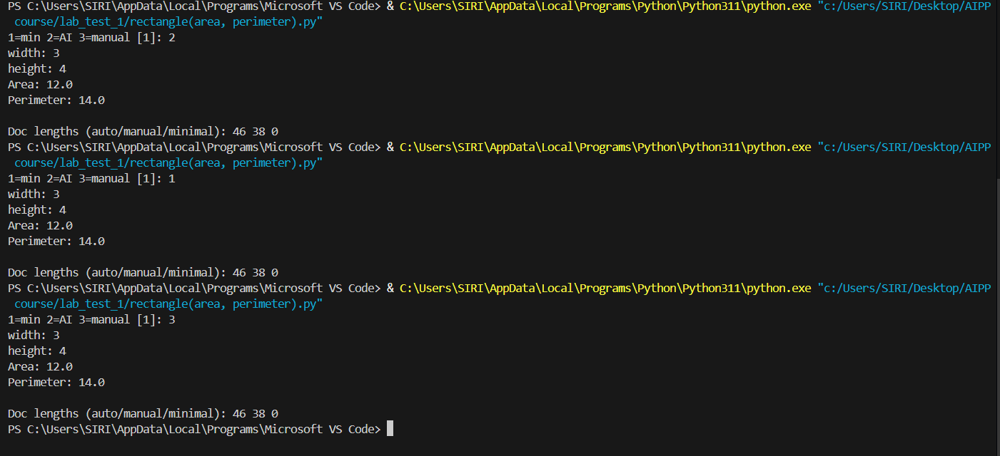 PS C:\Users\SIRI\AppData\Local\Programs\Microsoft VS Code> & C:\Users\SIRI\AppData\Local\Programs\Python\Python311\python.exe "c:/Users/SIRI/Desktop/AIPP
course/lab_test_1/rectangle(area, perimeter).py"
1=min 2=AI 3=manual [1]: 2
width: 3
height: 4
Area: 12.0
Perimeter: 14.0
Doc lengths (auto/manual/minimal): 46 38 0
PS C:\Users\SIRI\AppData\Local\Programs\Microsoft VS Code> & C:\Users\SIRI\AppData\Local\Programs\Python\Python311\python.exe "c:/Users/SIRI/Desktop/AIPP
course/lab_test_1/rectangle(area, perimeter).py"
1=min 2=AI 3=manual [1]: 1
width: 3
height: 4
Area: 12.0
Perimeter: 14.0
Doc lengths (auto/manual/minimal): 46 38 0
PS C:\Users\SIRI\AppData\Local\Programs\Microsoft VS Code> & C:\Users\SIRI\AppData\Local\Programs\Python\Python311\python.exe "c:/Users/SIRI/Desktop/AIPP
course/lab_test_1/rectangle(area, perimeter).py"
1=min 2=AI 3=manual [1]: 3
width: 3
height: 4
Area: 12.0
Perimeter: 14.0
Doc lengths (auto/manual/minimal): 46 38 0
PS C:\Users\SIRI\AppData\Local\Programs\Microsoft VS Code>